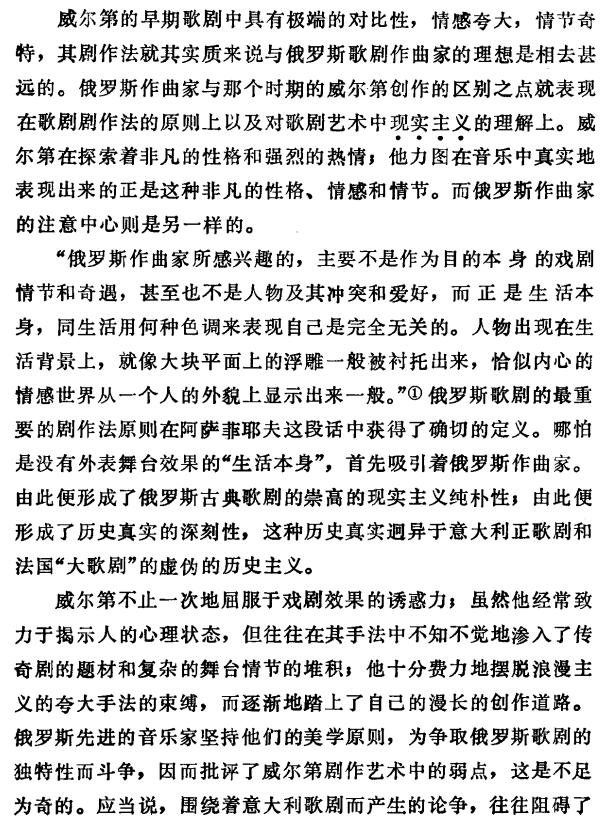 威尔第的早期歌剧中具有极端的对比性，情感夸大，情节奇
特，其剧作法就其实质来说与俄罗斯歌剧作曲家的理想是相去甚
远的。俄罗斯作曲家与那个时期的威尔第创作的区别之点就表现
在歌剧剧作法的原则上以及对歌剧艺术中现实主义的理解上。威
尔第在探索着非凡的性格和强烈的热情；他力图在音乐中真实地
表现出来的正是这种非凡的性格、情感和情节。而俄罗斯作曲家
的注意中心则是另一样的。
“俄罗斯作曲家所感兴趣的，主要不是作为目的本身的戏剧
情节和奇遇，甚至也不是人物及其冲突和爱好，而正是生活本
身，同生活用何种色调来表现自己是完全无关的。人物出现在生
活背景上，就像大块平面上的浮雕一般被衬托出来，恰似内心的
情感世界从一个人的外貌上显示出来一般。”①俄罗斯歌剧的最重
要的剧作法原则在阿萨菲耶夫这段话中获得了确切的定义。哪怕
是没有外表舞台效果的“生活本身”，首先吸引着俄罗斯作曲家。
由此便形成了俄罗斯古典歌剧的崇高的现实主义纯朴性；由此便
形成了历史真实的深刻性，这种历史真实迥异于意大利正歌剧和
法国“大歌剧”的虚伪的历史主义。
威尔第不止一次地屈服于戏剧效果的诱惑力；虽然他经常致
力于揭示人的心理状态，但往往在其手法中不知不觉地渗入了传
奇剧的题材和复杂的舞台情节的堆积；他十分费力地摆脱浪漫主
义的夸大手法的束缚，而逐渐地踏上了自己的漫长的创作道路。
俄罗斯先进的音乐家坚持他们的美学原则，为争取俄罗斯歌剧的
独特性而斗争，因而批评了威尔第剧作艺术中的弱点，这是不足
为奇的。应当说，围绕着意大利歌剧而产生的论争，往往阻碍了